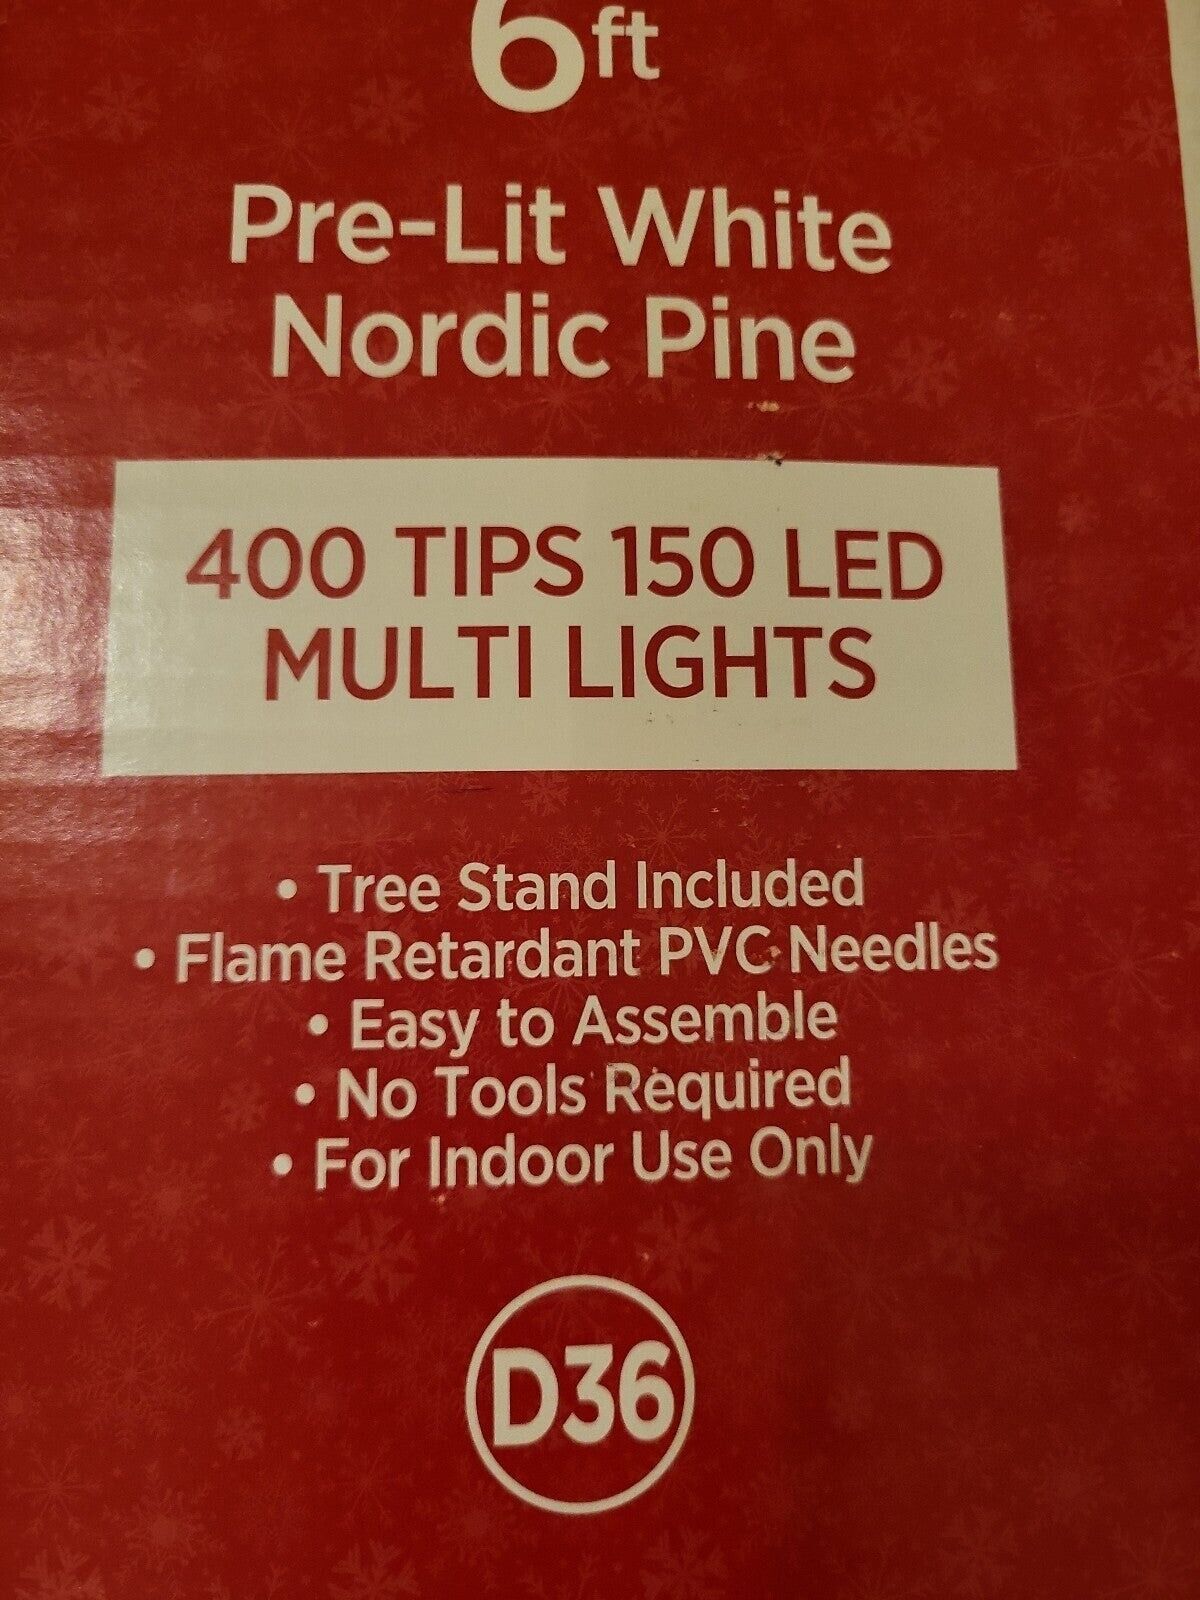 6ft
Pre-Lit White
Nordic Pine
400 TIPS 150 LED
MULTI LIGHTS
• Tree Stand Included
• Flame Retardant PVC Needles
• Easy to Assemble
• No Tools Required
• For Indoor Use Only
D36